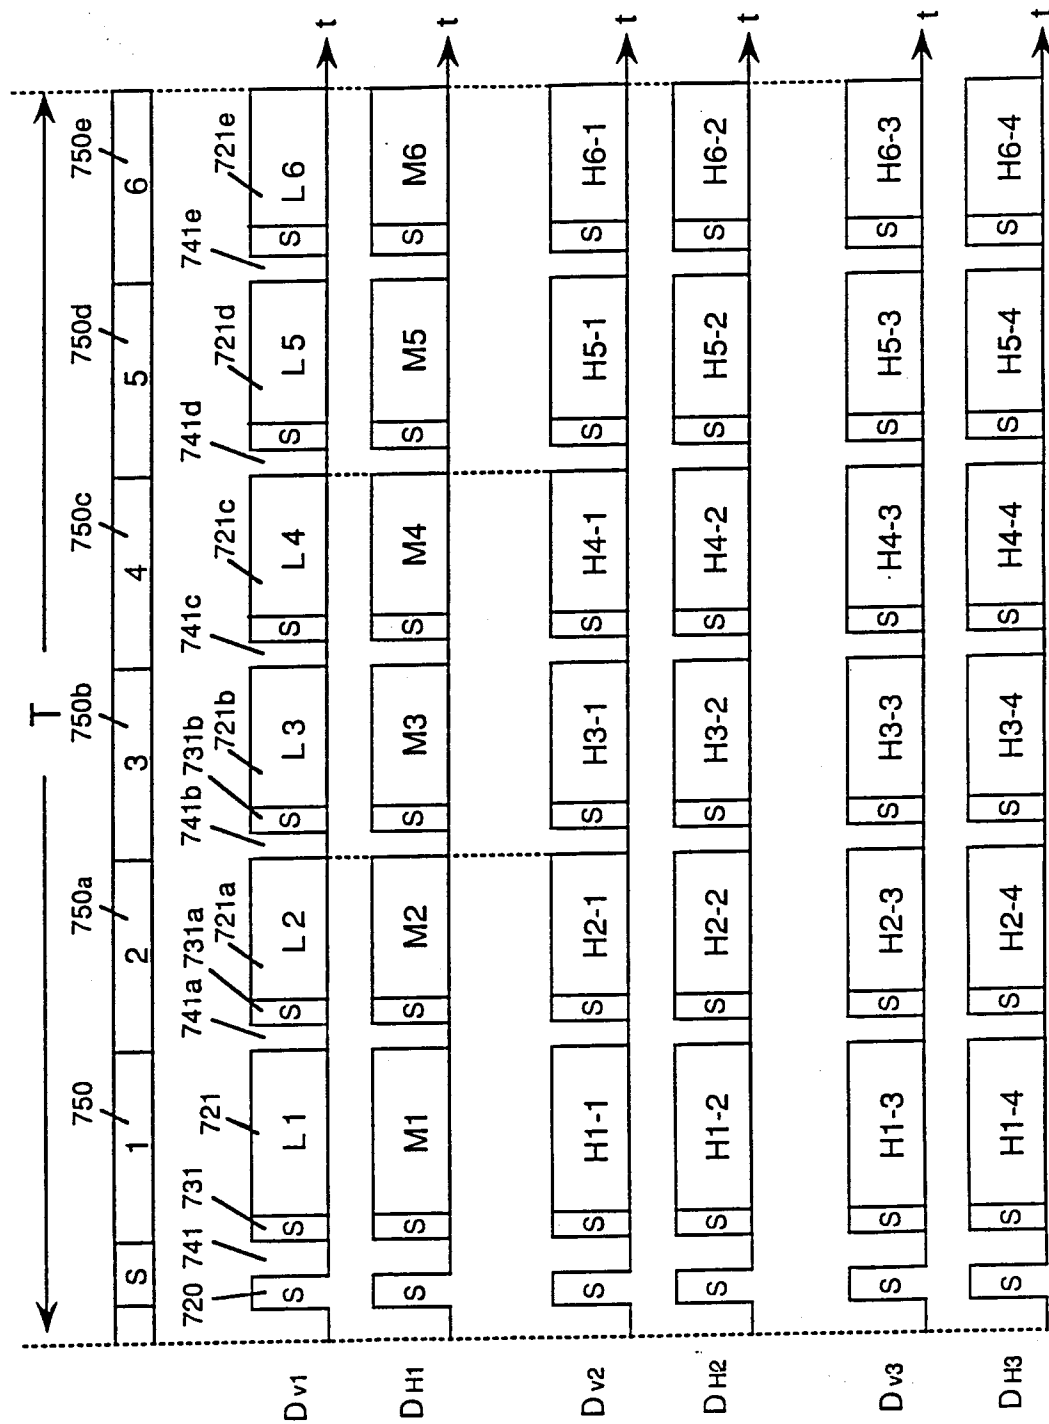 T
750 750a 750b 750c 750d 750e
S 1 2 3 4 5 6
720 741 731 721 741a 731a 721a 741b 731b 721b 741c 721c 741d 721d 741e 721e
Dv1 S S L1 S L2 S L3 S L4 S L5 S L6 t
DH1 S S M1 S M2 S M3 S M4 S M5 S M6 t
Dv2 S S H1-1 S H2-1 S H3-1 S H4-1 S H5-1 S H6-1 t
DH2 S S H1-2 S H2-2 S H3-2 S H4-2 S H5-2 S H6-2 t
Dv3 S S H1-3 S H2-3 S H3-3 S H4-3 S H5-3 S H6-3 t
DH3 S S H1-4 S H2-4 S H3-4 S H4-4 S H5-4 S H6-4 t